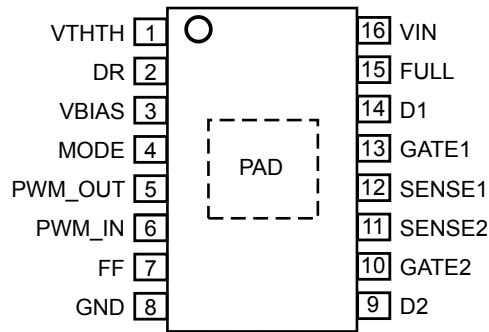 VTHTH 1 16 VIN
DR 2 15 FULL
VBIAS 3 14 D1
MODE 4 13 GATE1
PAD
PWM_OUT 5 12 SENSE1
PWM_IN 6 11 SENSE2
FF 7 10 GATE2
GND 8 9 D2